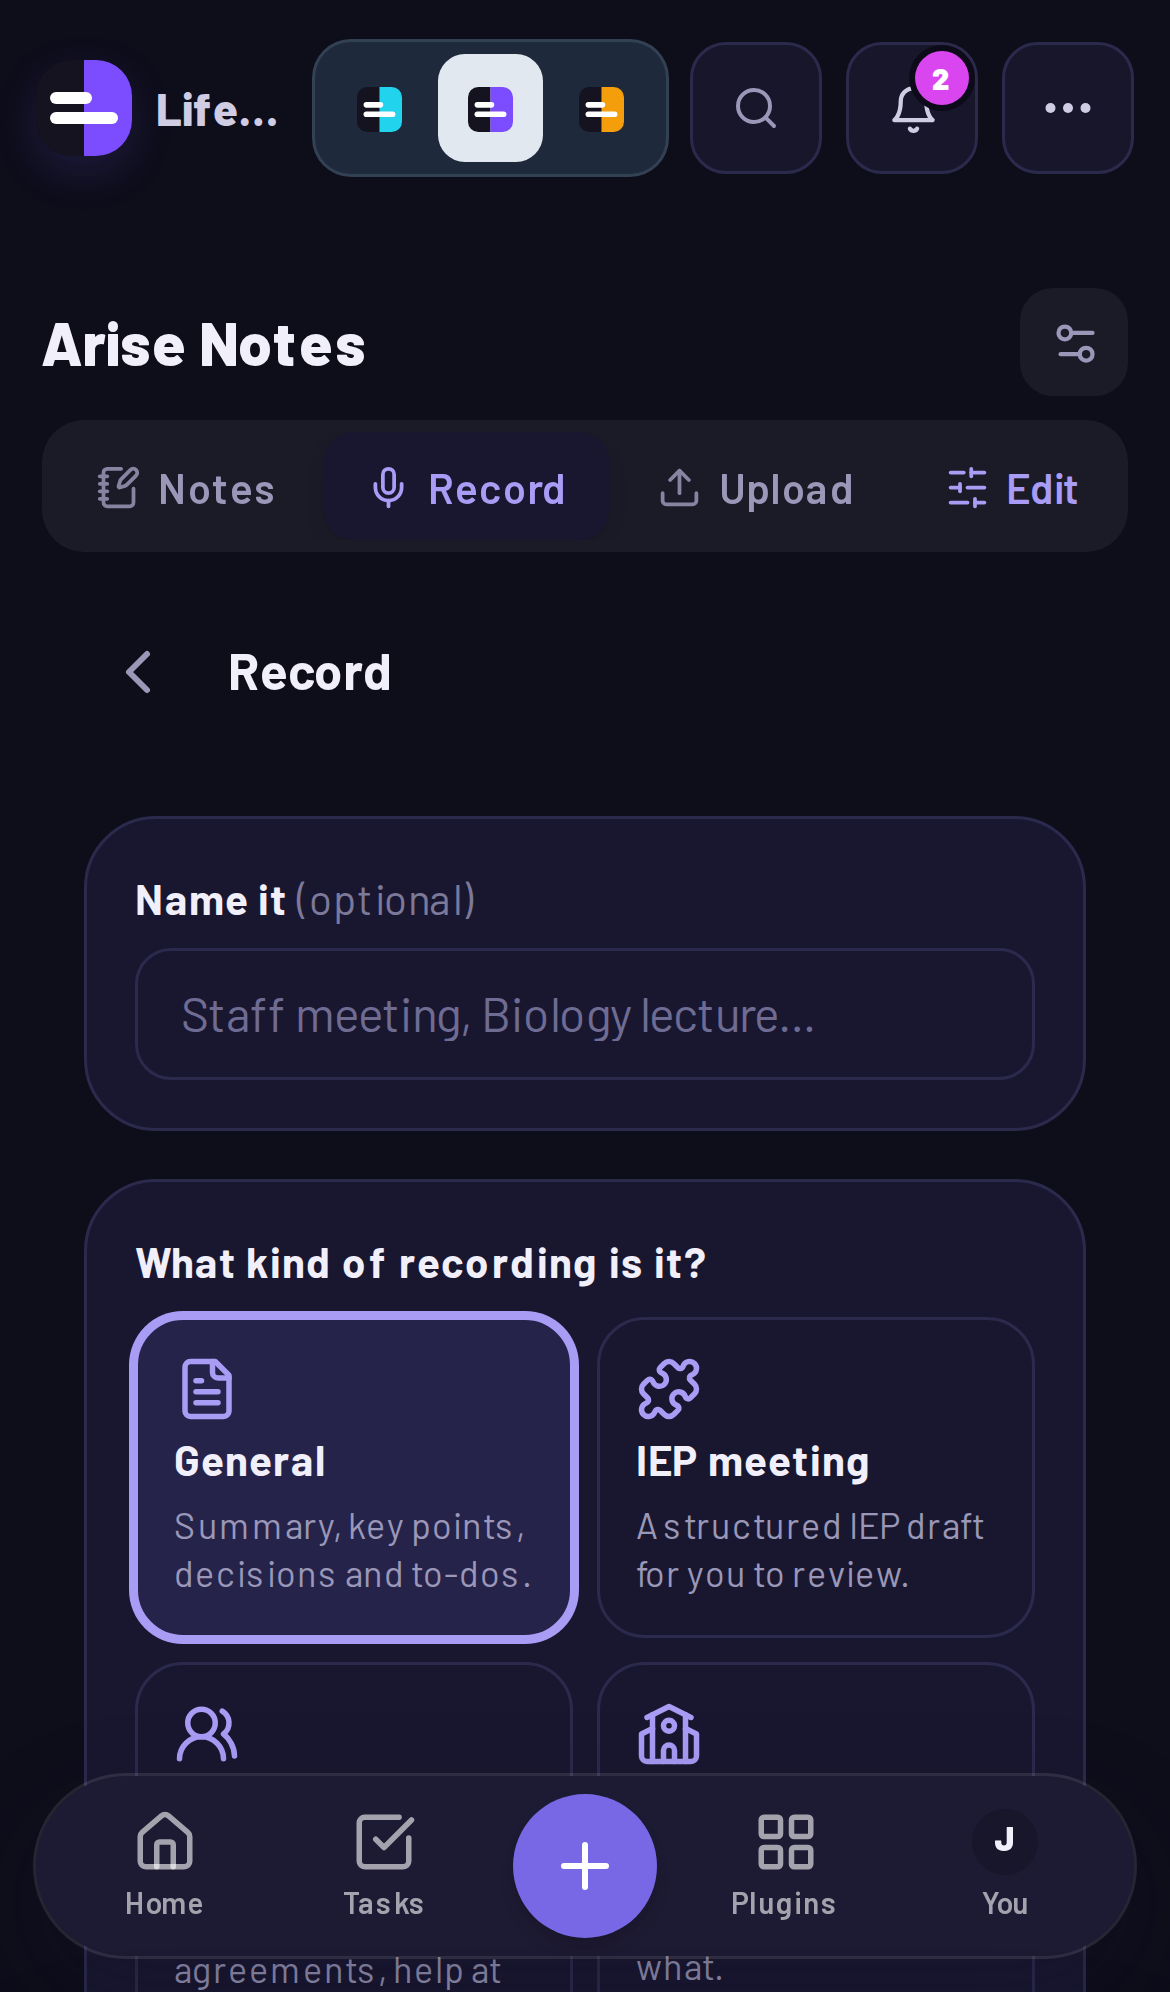 Life...
2
Arise Notes
Notes
Record
Upload
Edit
Record
Name it (optional)
Staff meeting, Biology lecture...
What kind of recording is it?
General
Summary, key points,
decisions and to-dos.
IEP meeting
A structured IEP draft
for you to review.
Home
Tasks
Plugins
J
You
agreements, help at
what.